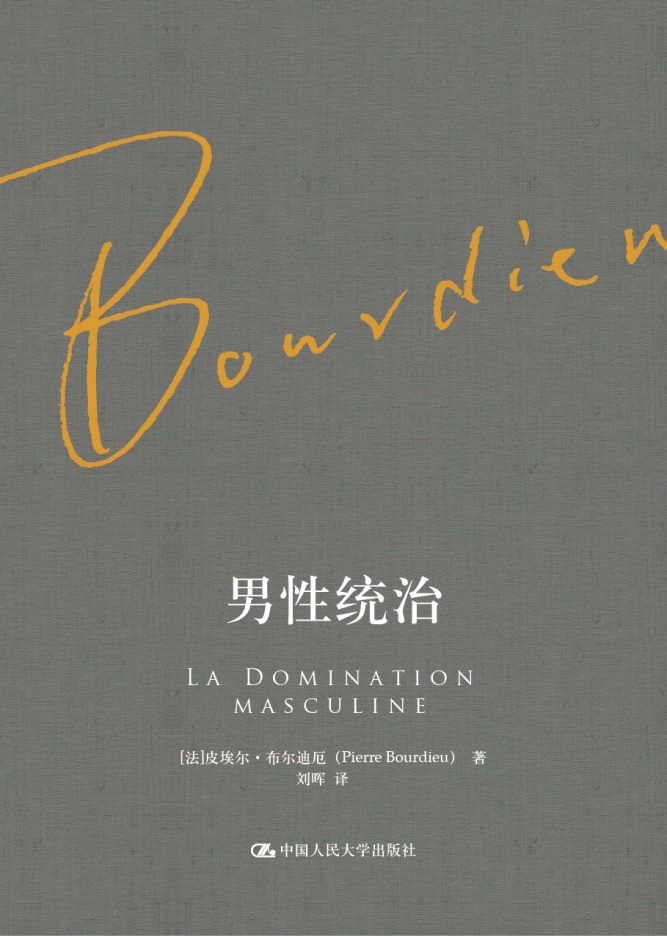 Bourdieu
男性统治
LA DOMINATION
MASCULINE
[法]皮埃尔·布尔迪厄（Pierre Bourdieu） 著
刘晖 译
中国人民大学出版社